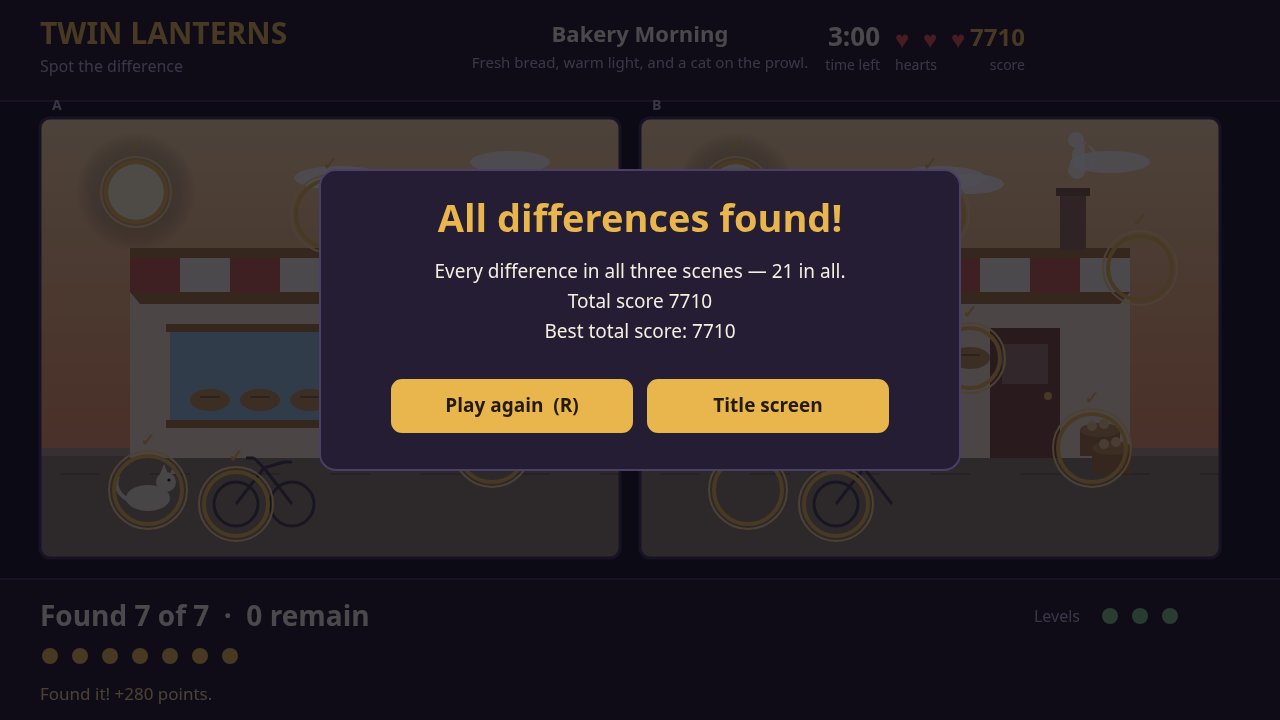 TWIN LANTERNS
Spot the difference
Bakery Morning
Fresh bread, warm light, and a cat on the prowl.
3:00
time left
♥ ♥ ♥
hearts
7710
score
A
B
All differences found!
Every difference in all three scenes — 21 in all.
Total score 7710
Best total score: 7710
Play again (R)
Title screen
Found 7 of 7 · 0 remain
Levels
Found it! +280 points.